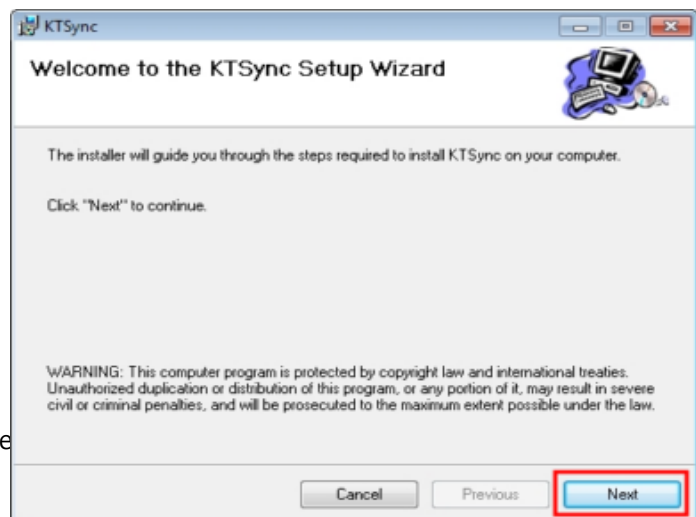 KTSync
Welcome to the KTSync Setup Wizard
The installer will guide you through the steps required to install KTSync on your computer.
Click "Next" to continue.
WARNING: This computer program is protected by copyright law and international treaties.
Unauthorized duplication or distribution of this program, or any portion of it, may result in severe
civil or criminal penalties, and will be prosecuted to the maximum extent possible under the law.
e
Cancel
Previous
Next